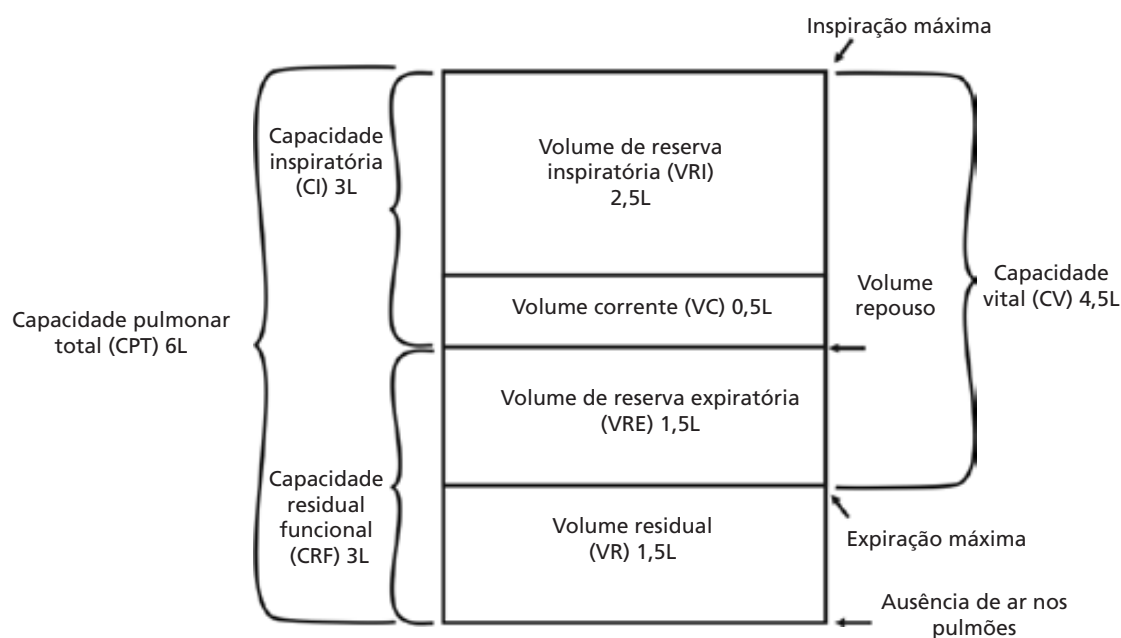 Inspiração máxima
Capacidade
inspiratória
(CI) 3L
Volume de reserva
inspiratória (VRI)
2,5L
Volume corrente (VC) 0,5L
Volume
repouso
Capacidade
vital (CV) 4,5L
Capacidade pulmonar
total (CPT) 6L
Volume de reserva expiratória
(VRE) 1,5L
Capacidade
residual
funcional
(CRF) 3L
Volume residual
(VR) 1,5L
Expiração máxima
Ausência de ar nos
pulmões